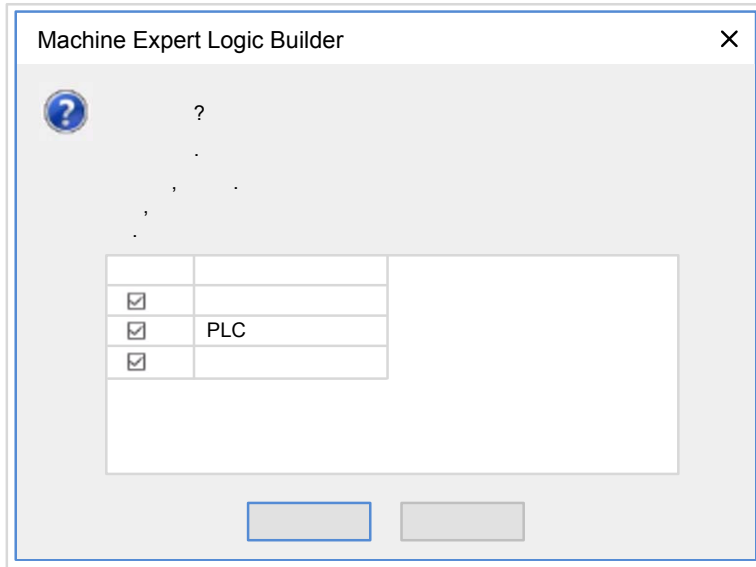 Machine Expert Logic Builder
?
.
, .
,
.
PLC